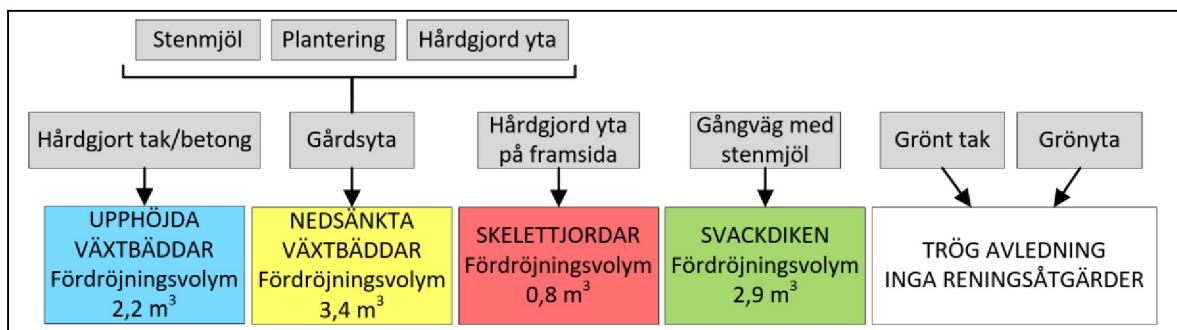 Stenmjöl
Plantering
Hårdgjord yta
Hårdgjort tak/betong
Gårdsyta
Hårdgjord yta
på framsida
Gångväg med
stenmjöl
Grönt tak
Grönyta
UPPHÖJDA
VÄXTBÄDDAR
Fördröjningsvolym
2,2 m³
NEDSÄNKTA
VÄXTBÄDDAR
Fördröjningsvolym
3,4 m³
SKELETTJORDAR
Fördröjningsvolym
0,8 m³
SVACKDIKEN
Fördröjningsvolym
2,9 m³
TRÖG AVLEDNING
INGA RENINGSÅTGÄRDER